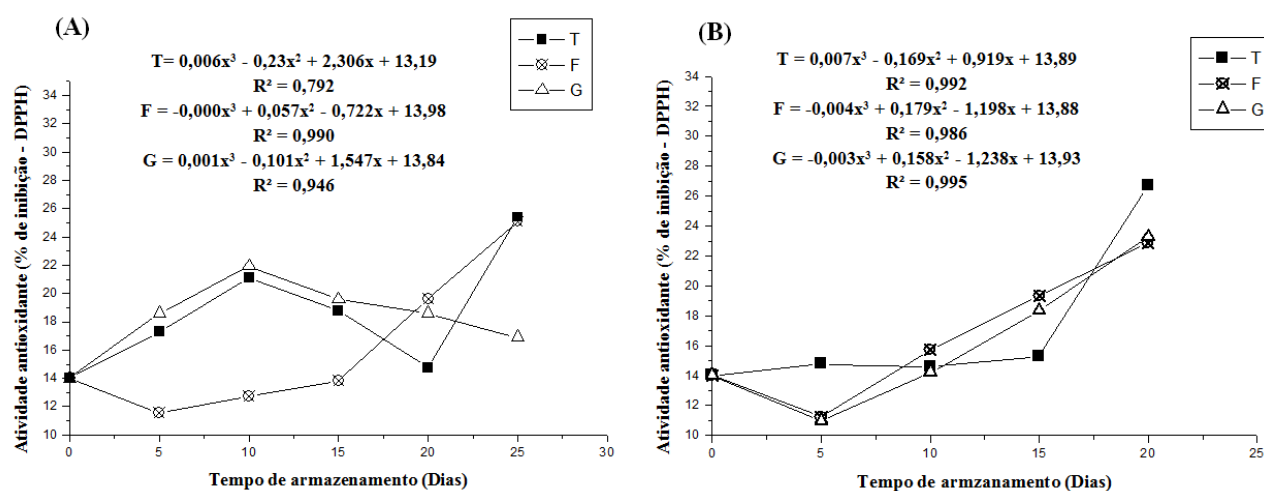 (A)
T
F
G
T= 0,006x³ - 0,23x² + 2,306x + 13,19
R² = 0,792
F = -0,000x³ + 0,057x² - 0,722x + 13,98
R² = 0,990
G = 0,001x³ - 0,101x² + 1,547x + 13,84
R² = 0,946
Atividade antioxidante (% de inibição - DPPH)
34
32
30
28
26
24
22
20
18
16
14
12
10
0 5 10 15 20 25 30
Tempo de armazenamento (Dias)
(B)
T
F
G
T = 0,007x³ - 0,169x² + 0,919x + 13,89
R² = 0,992
F = -0,004x³ + 0,179x² - 1,198x + 13,88
R² = 0,986
G = -0,003x³ + 0,158x² - 1,238x + 13,93
R² = 0,995
Atividade antioxidante (% de inibição - DPPH)
34
32
30
28
26
24
22
20
18
16
14
12
10
0 5 10 15 20 25
Tempo de armzanamento (Dias)